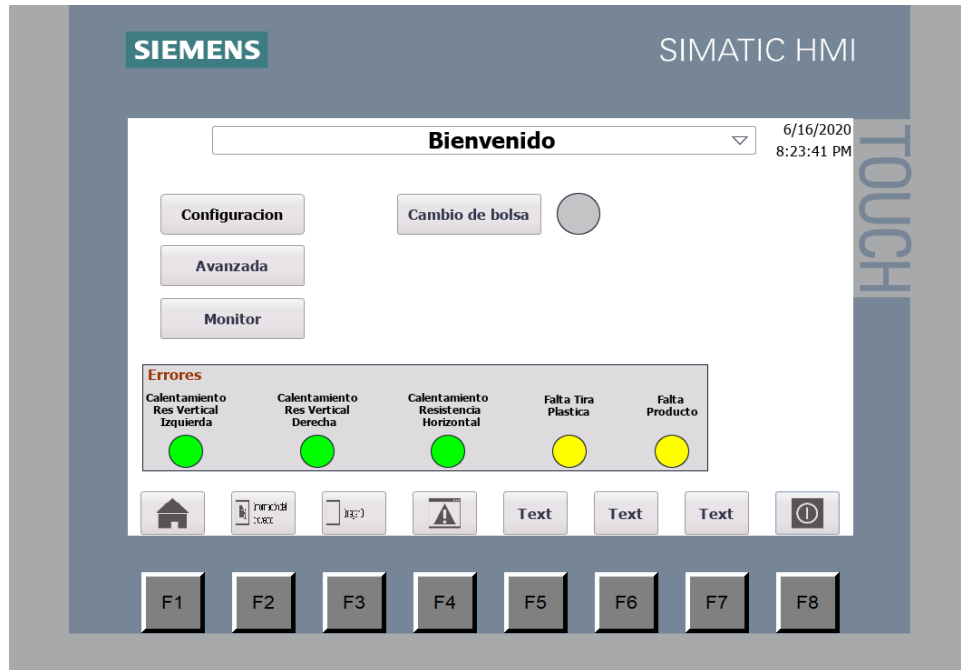 SIEMENS
SIMATIC HMI
TOUCH
Bienvenido
6/16/2020
8:23:41 PM
Configuracion
Cambio de bolsa
Avanzada
Monitor
Errores
Calentamiento
Res Vertical
Izquierda
Calentamiento
Res Vertical
Derecha
Calentamiento
Resistencia
Horizontal
Falta Tira
Plastica
Falta
Producto
Text
Text
Text
F1
F2
F3
F4
F5
F6
F7
F8